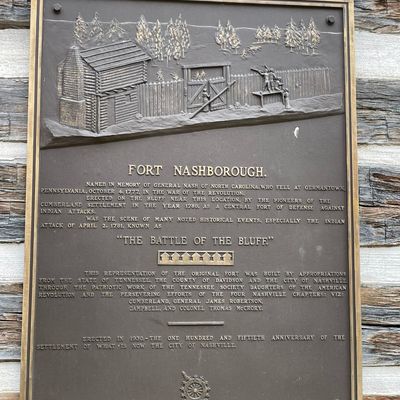 FORT NASHBOROUGH.
NAMED IN MEMORY OF GENERAL NASH OF NORTH CAROLINA, WHO FELL AT GERMANTOWN,
PENNSYLVANIA, OCTOBER 4, 1777, IN THE WAR OF THE REVOLUTION.
ERECTED ON THE BLUFF NEAR THIS LOCATION, BY THE PIONEERS OF THE
CUMBERLAND SETTLEMENT IN THE YEAR 1780, AS A CENTRAL FORT OF DEFENSE AGAINST
INDIAN ATTACKS.
WAS THE SCENE OF MANY NOTED HISTORICAL EVENTS, ESPECIALLY THE INDIAN
ATTACK OF APRIL 2, 1781, KNOWN AS
"THE BATTLE OF THE BLUFF"
THIS REPRESENTATION OF THE ORIGINAL FORT WAS BUILT BY APPROPRIATIONS
FROM THE STATE OF TENNESSEE, THE COUNTY OF DAVIDSON AND THE CITY OF NASHVILLE
THROUGH THE PATRIOTIC WORK OF THE TENNESSEE SOCIETY DAUGHTERS OF THE AMERICAN
REVOLUTION AND THE PERSEVERING EFFORTS OF THE FOUR NASHVILLE CHAPTERS: VIZ:
CUMBERLAND, GENERAL JAMES ROBERTSON,
CAMPBELL, AND COLONEL THOMAS McCRORY.
ERECTED IN 1930-THE ONE HUNDRED AND FIFTIETH ANNIVERSARY OF THE
SETTLEMENT OF WHAT IS NOW THE CITY OF NASHVILLE.